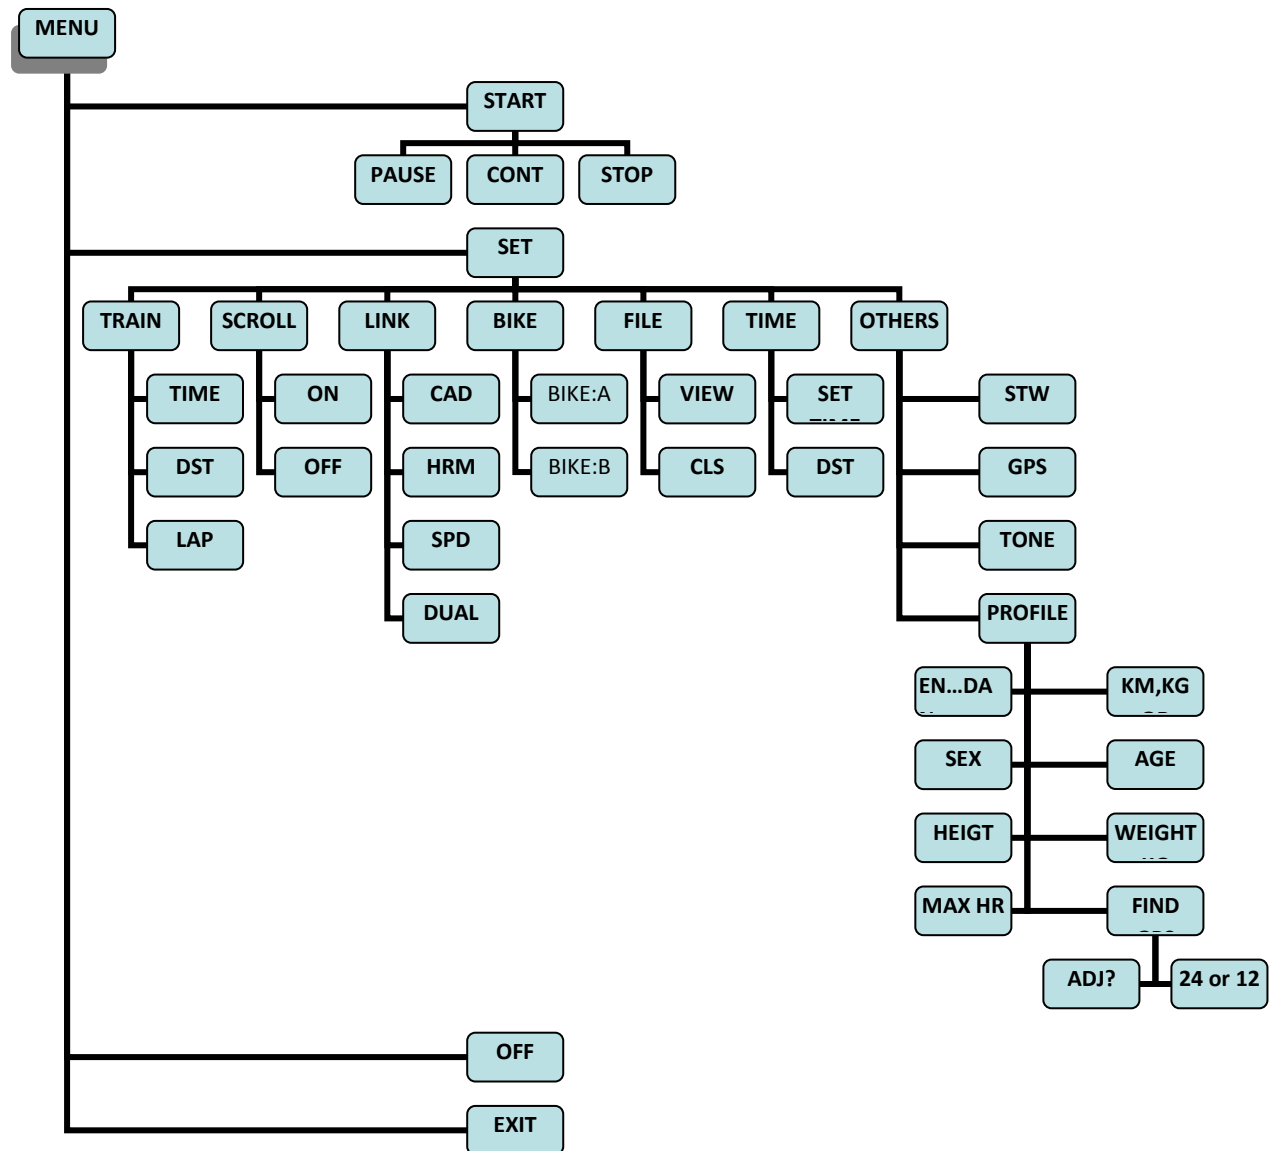 MENU
START
PAUSE
CONT
STOP
SET
TRAIN
SCROLL
LINK
BIKE
FILE
TIME
OTHERS
TIME
ON
CAD
BIKE:A
VIEW
SET
STW
DST
OFF
HRM
BIKE:B
CLS
DST
GPS
LAP
SPD
TONE
DUAL
PROFILE
EN...DA
KM,KG
SEX
AGE
HEIGT
WEIGHT
MAX HR
FIND
ADJ?
24 or 12
OFF
EXIT